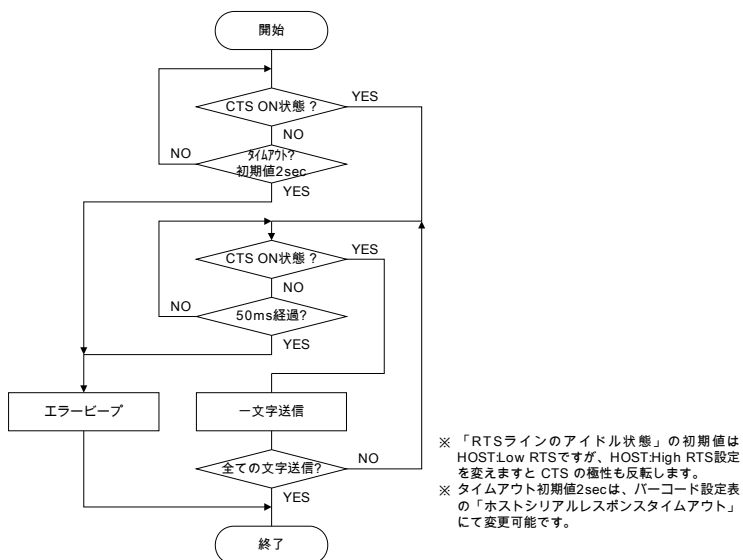 開始
CTS ON状態 ?
YES
NO
NO
タイムアウト?
初期値2sec
YES
CTS ON状態 ?
YES
NO
NO
50ms経過?
YES
エラービープ
一文字送信
全ての文字送信?
NO
YES
終了
※ 「RTSラインのアイドル状態」の初期値は
HOST:Low RTSですが、HOST:High RTS設定
を変えますと CTS の極性も反転します。
※ タイムアウト初期値2secは、バーコード設定表
の「ホストシリアルレスポンスタイムアウト」
にて変更可能です。